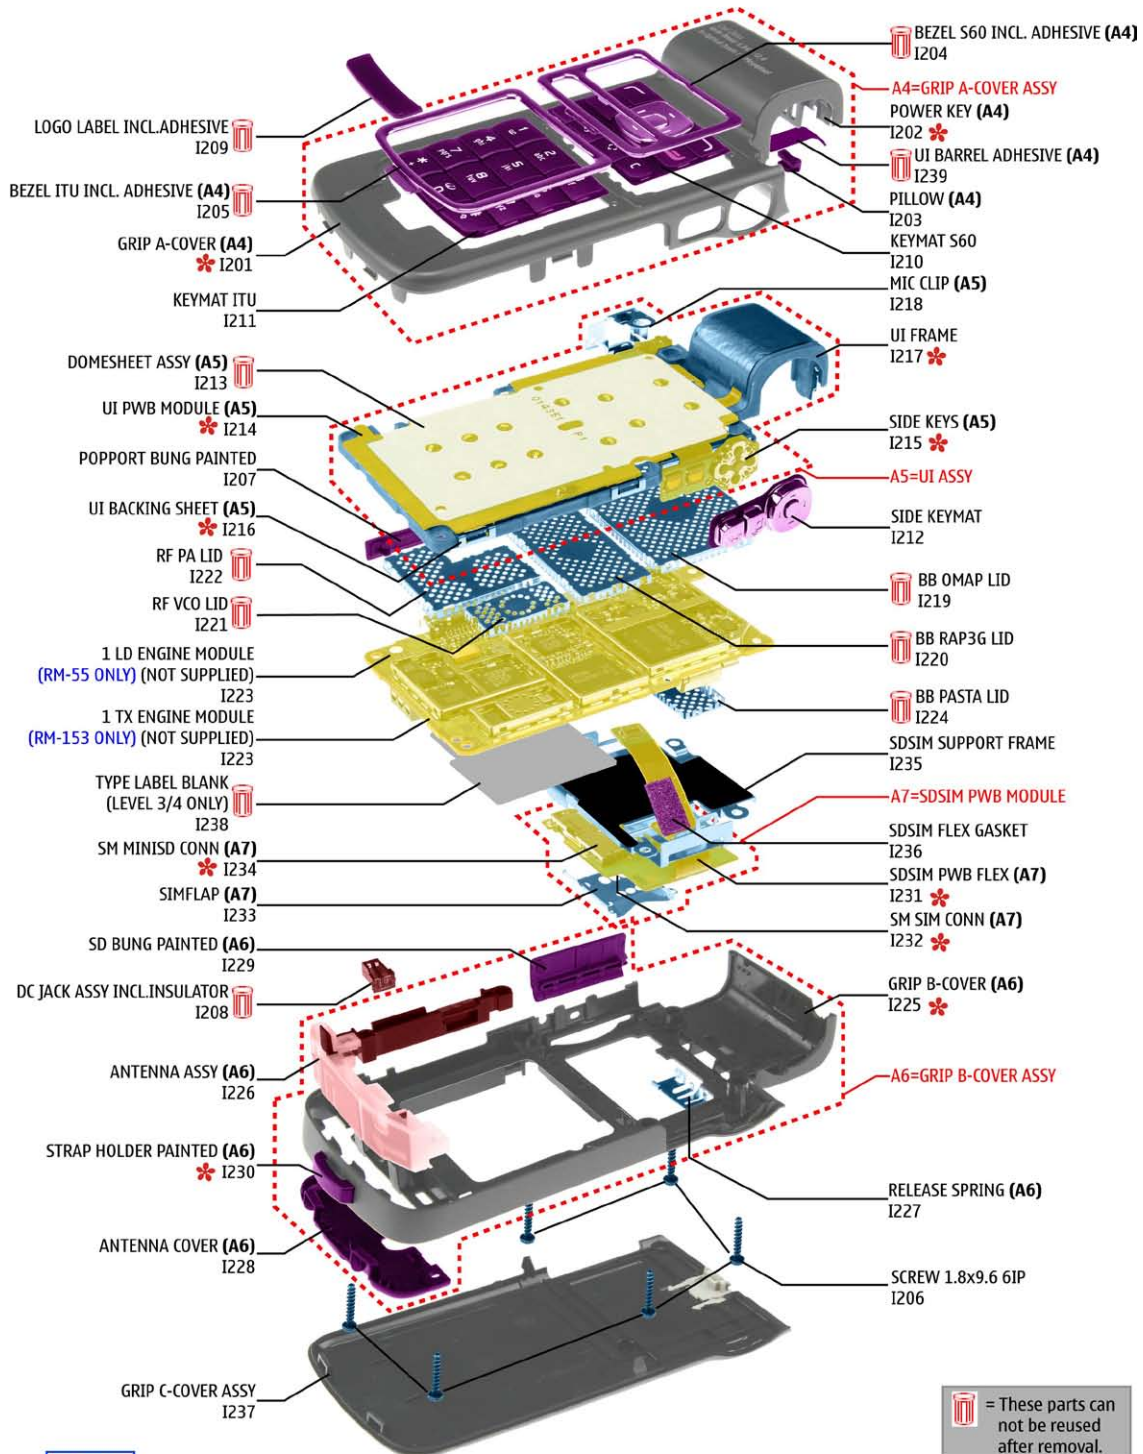 LOGO LABEL INCL.ADHESIVE
I209
BEZEL ITU INCL. ADHESIVE (A4)
I205
GRIP A-COVER (A4)
I201
KEYMAT ITU
I211
DOMESHEET ASSY (A5)
I213
UI PWB MODULE (A5)
I214
POPPORT BUNG PAINTED
I207
UI BACKING SHEET (A5)
I216
RF PA LID
I222
RF VCO LID
I221
1 LD ENGINE MODULE
(RM-55 ONLY) (NOT SUPPLIED)
I223
1 TX ENGINE MODULE
(RM-153 ONLY) (NOT SUPPLIED)
I223
TYPE LABEL BLANK
(LEVEL 3/4 ONLY)
I238
SM MINISD CONN (A7)
I234
SIMFLAP (A7)
I233
SD BUNG PAINTED (A6)
I229
DC JACK ASSY INCL.INSULATOR
I208
ANTENNA ASSY (A6)
I226
STRAP HOLDER PAINTED (A6)
I230
ANTENNA COVER (A6)
I228
GRIP C-COVER ASSY
I237
BEZEL S60 INCL. ADHESIVE (A4)
I204
A4=GRIP A-COVER ASSY
POWER KEY (A4)
I202
UI BARREL ADHESIVE (A4)
I239
PILLOW (A4)
I203
KEYMAT S60
I210
MIC CLIP (A5)
I218
UI FRAME
I217
SIDE KEYS (A5)
I215
A5=UI ASSY
SIDE KEYMAT
I212
BB OMAP LID
I219
BB RAP3G LID
I220
BB PASTA LID
I224
SDSIM SUPPORT FRAME
I235
A7=SDSIM PWB MODULE
SDSIM FLEX GASKET
I236
SDSIM PWB FLEX (A7)
I231
SM SIM CONN (A7)
I232
GRIP B-COVER (A6)
I225
A6=GRIP B-COVER ASSY
RELEASE SPRING (A6)
I227
SCREW 1.8x9.6 6IP
I206
= These parts can
not be reused
after removal.